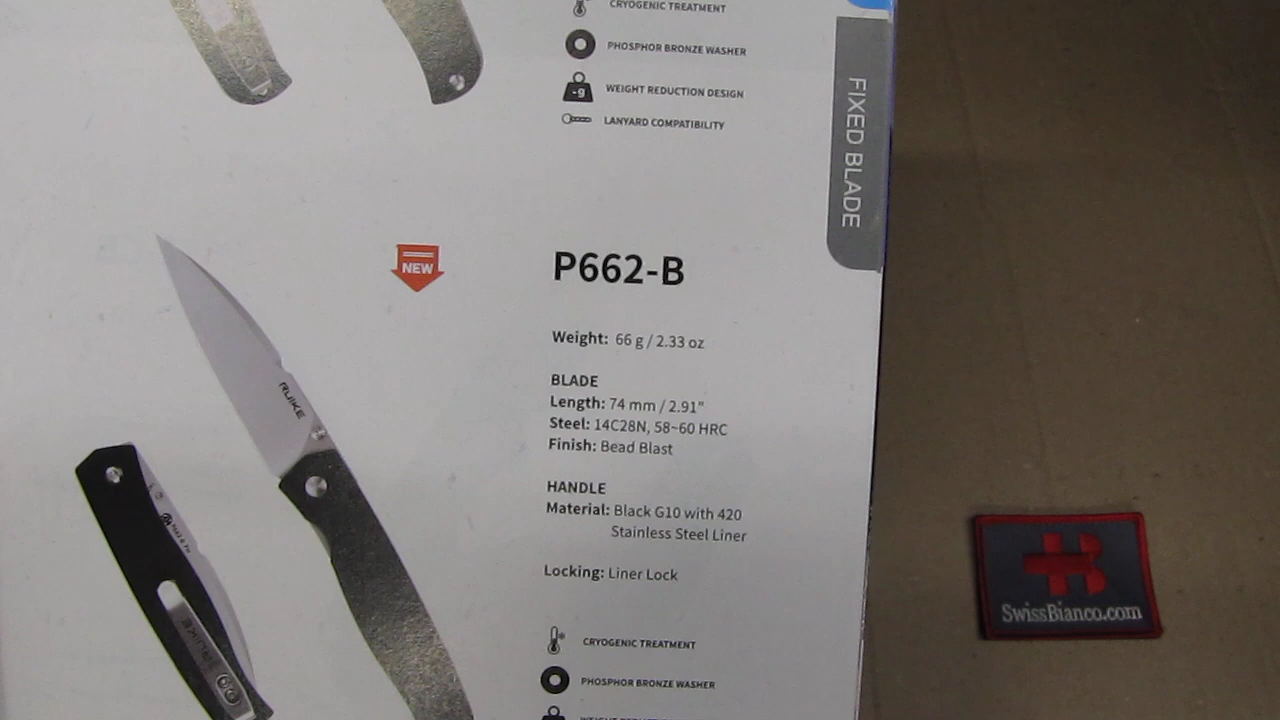 CRYOGENIC TREATMENT
PHOSPHOR BRONZE WASHER
-g
WEIGHT REDUCTION DESIGN
LANYARD COMPATIBILITY
FIXED BLADE
NEW
P662-B
Weight: 66 g / 2.33 oz
BLADE
Length: 74 mm / 2.91"
Steel: 14C28N, 58~60 HRC
Finish: Bead Blast
HANDLE
Material: Black G10 with 420
Stainless Steel Liner
Locking: Liner Lock
CRYOGENIC TREATMENT
PHOSPHOR BRONZE WASHER
RUIKE
RUIKE
SwissBianco.com